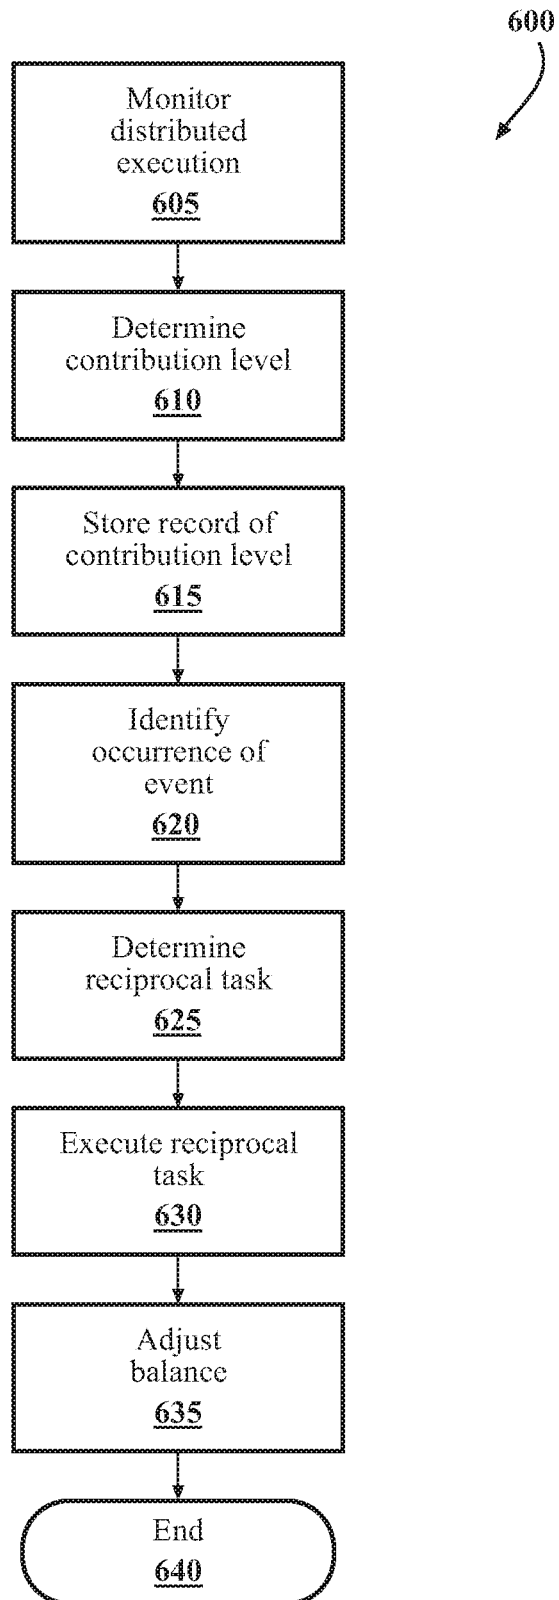 600
Monitor
distributed
execution
605
Determine
contribution level
610
Store record of
contribution level
615
Identify
occurrence of
event
620
Determine
reciprocal task
625
Execute reciprocal
task
630
Adjust
balance
635
End
640